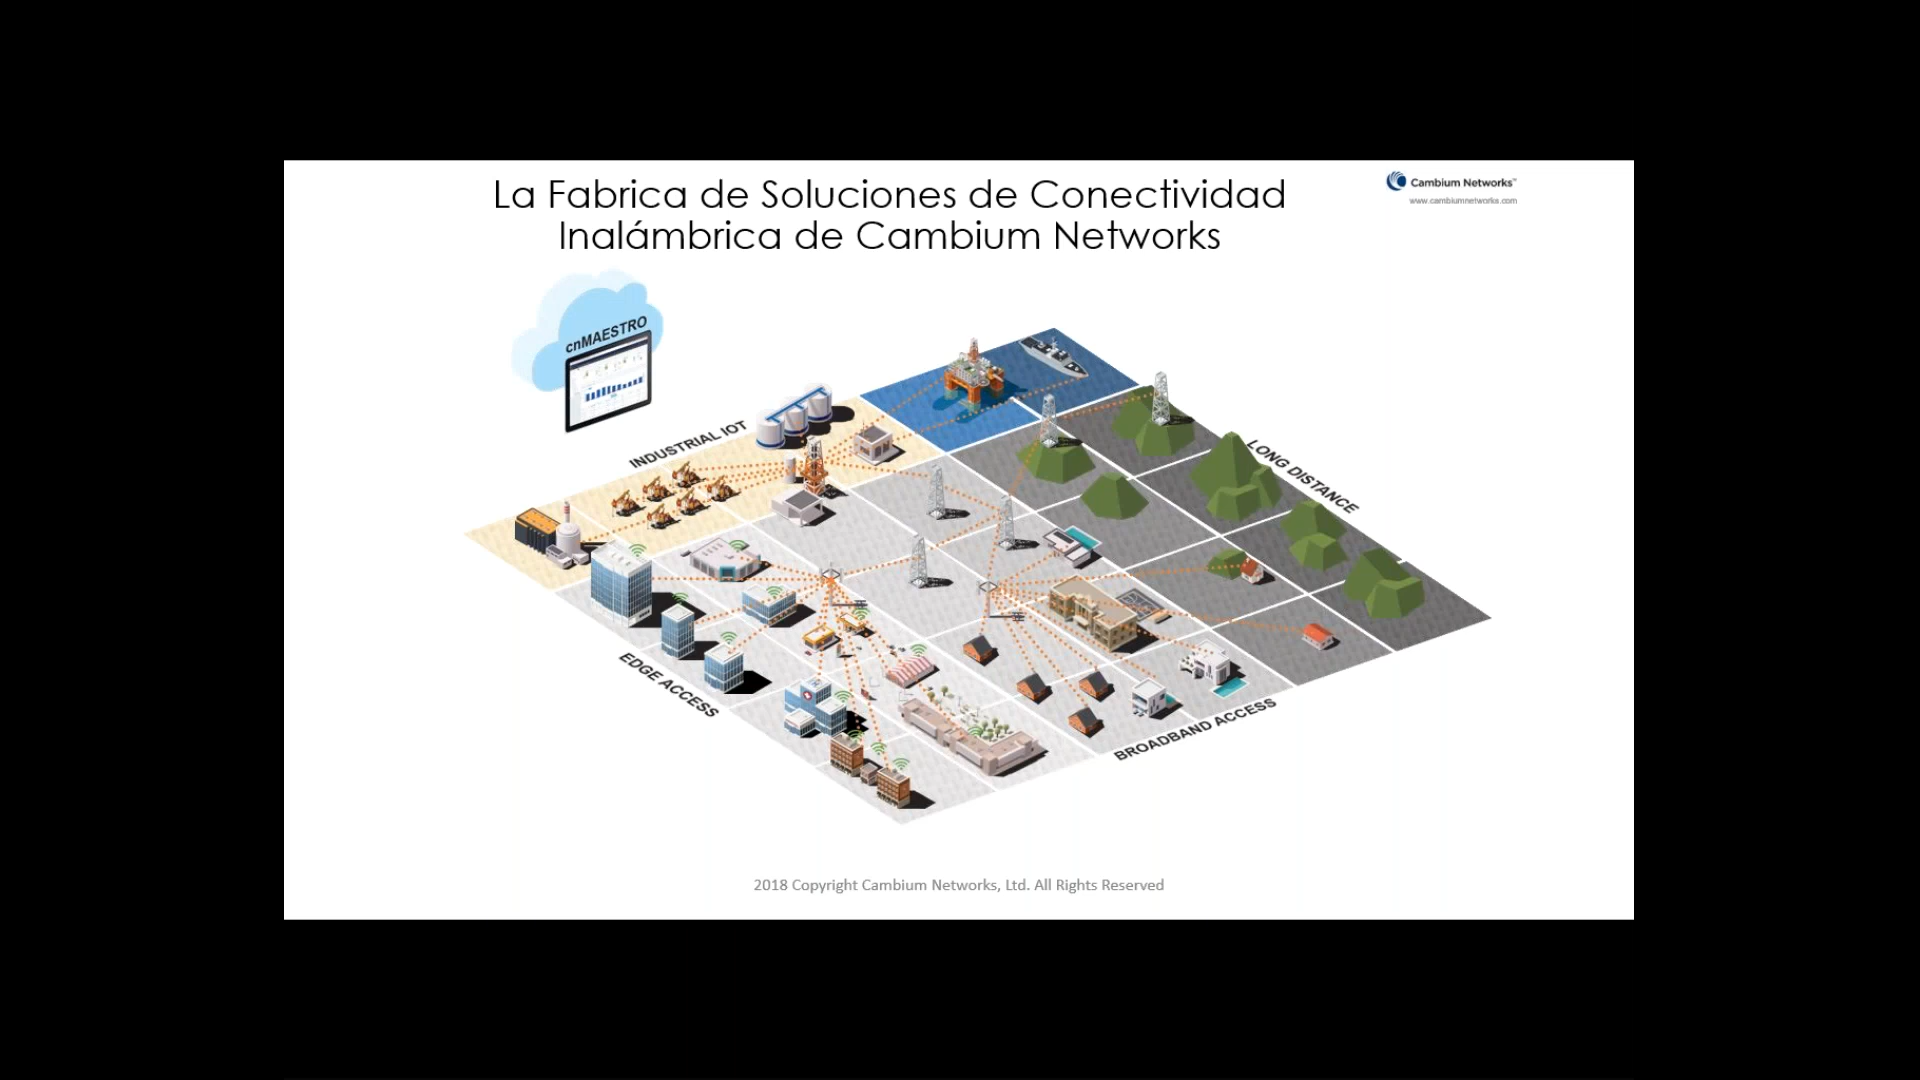 La Fabrica de Soluciones de Conectividad
Inalámbrica de Cambium Networks
Cambium Networks™
www.cambiumnetworks.com
cnMAESTRO
INDUSTRIAL IOT
LONG DISTANCE
EDGE ACCESS
BROADBAND ACCESS
2018 Copyright Cambium Networks, Ltd. All Rights Reserved